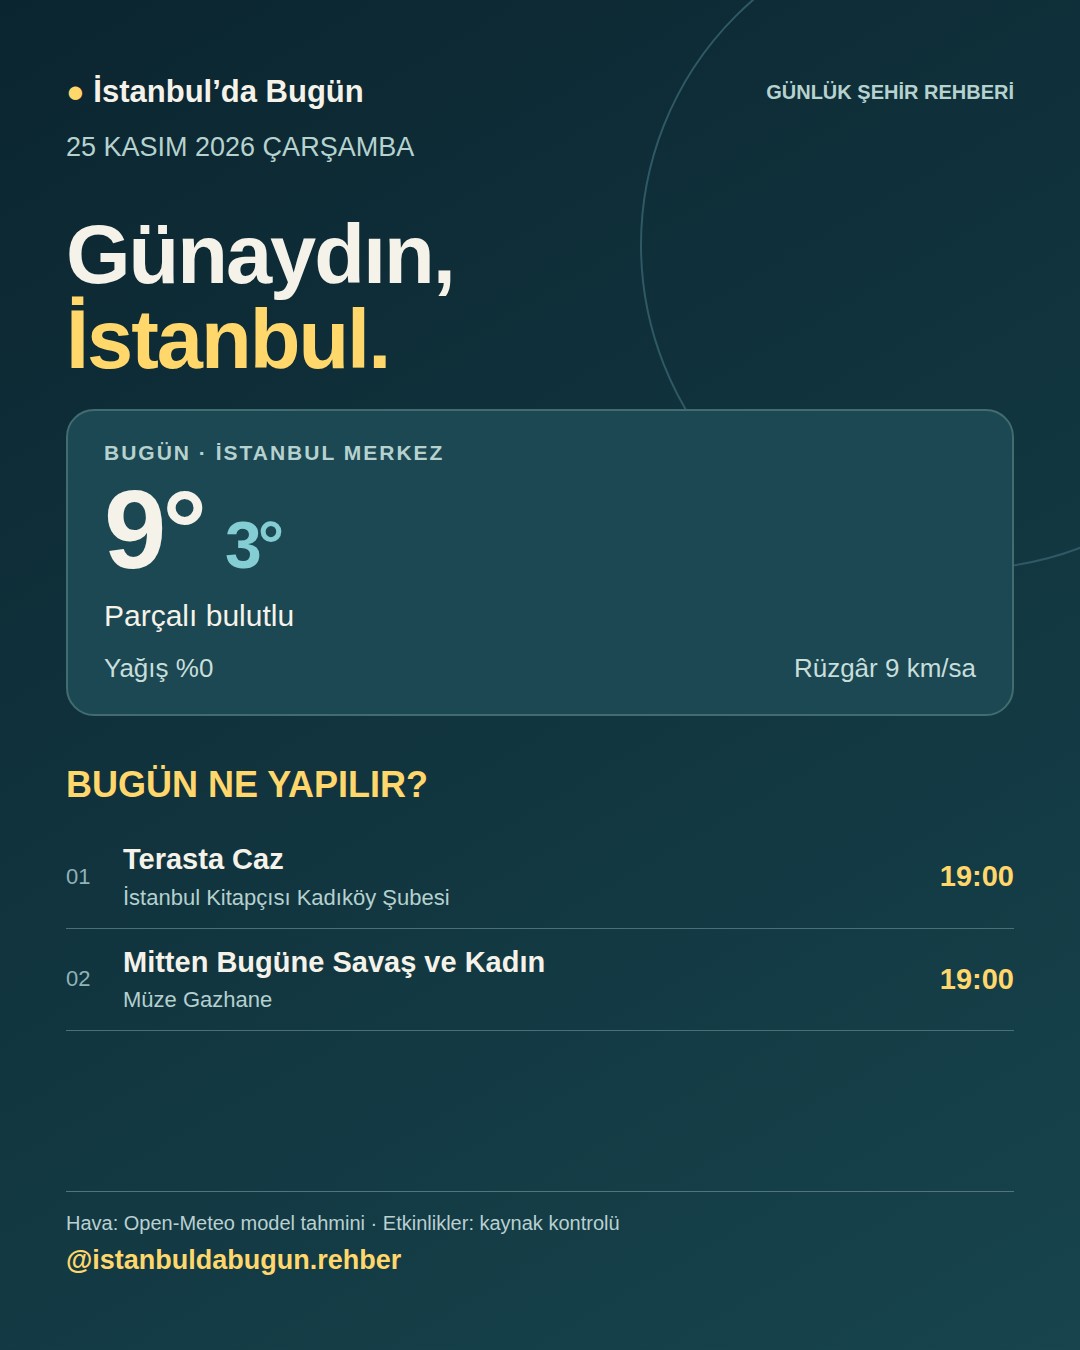 ● İstanbul’da Bugün
GÜNLÜK ŞEHİR REHBERİ
25 KASIM 2026 ÇARŞAMBA
Günaydın,
İstanbul.
BUGÜN · İSTANBUL MERKEZ
9° 3°
Parçalı bulutlu
Yağış %0
Rüzgâr 9 km/sa
BUGÜN NE YAPILIR?
01
Terasta Caz
İstanbul Kitapçısı Kadıköy Şubesi
19:00
02
Mitten Bugüne Savaş ve Kadın
Müze Gazhane
19:00
Hava: Open-Meteo model tahmini · Etkinlikler: kaynak kontrolü
@istanbuldabugun.rehber